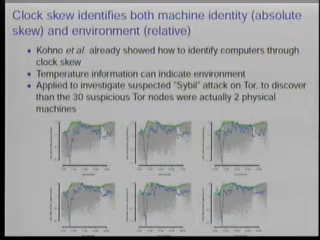 Clock skew identifies both machine identity (absolute
skew) and environment (relative)
Kohno et al. already showed how to identify computers through
clock skew
Temperature information can indicate environment
Applied to investigate suspected "Sybil" attack on Tor, to discover
than the 30 suspicious Tor nodes were actually 2 physical
machines